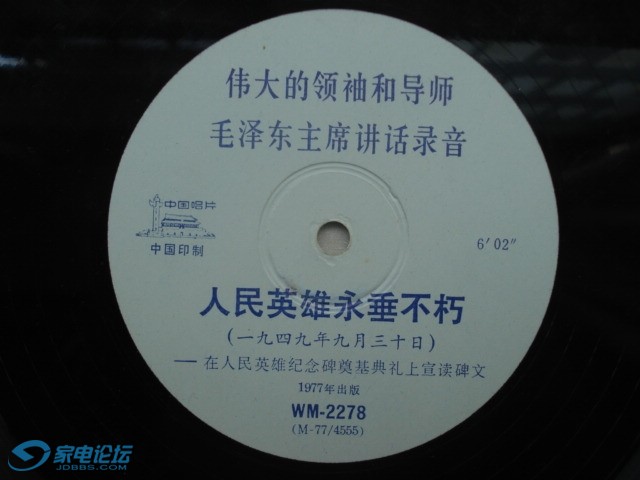 伟大的领袖和导师
毛泽东主席讲话录音
中国唱片
中国印制
6′02″
人民英雄永垂不朽
(一九四九年九月三十日)
——在人民英雄纪念碑奠基典礼上宣读碑文
1977年出版
WM-2278
(M-77/4555)
家电论坛
JDBBS.COM